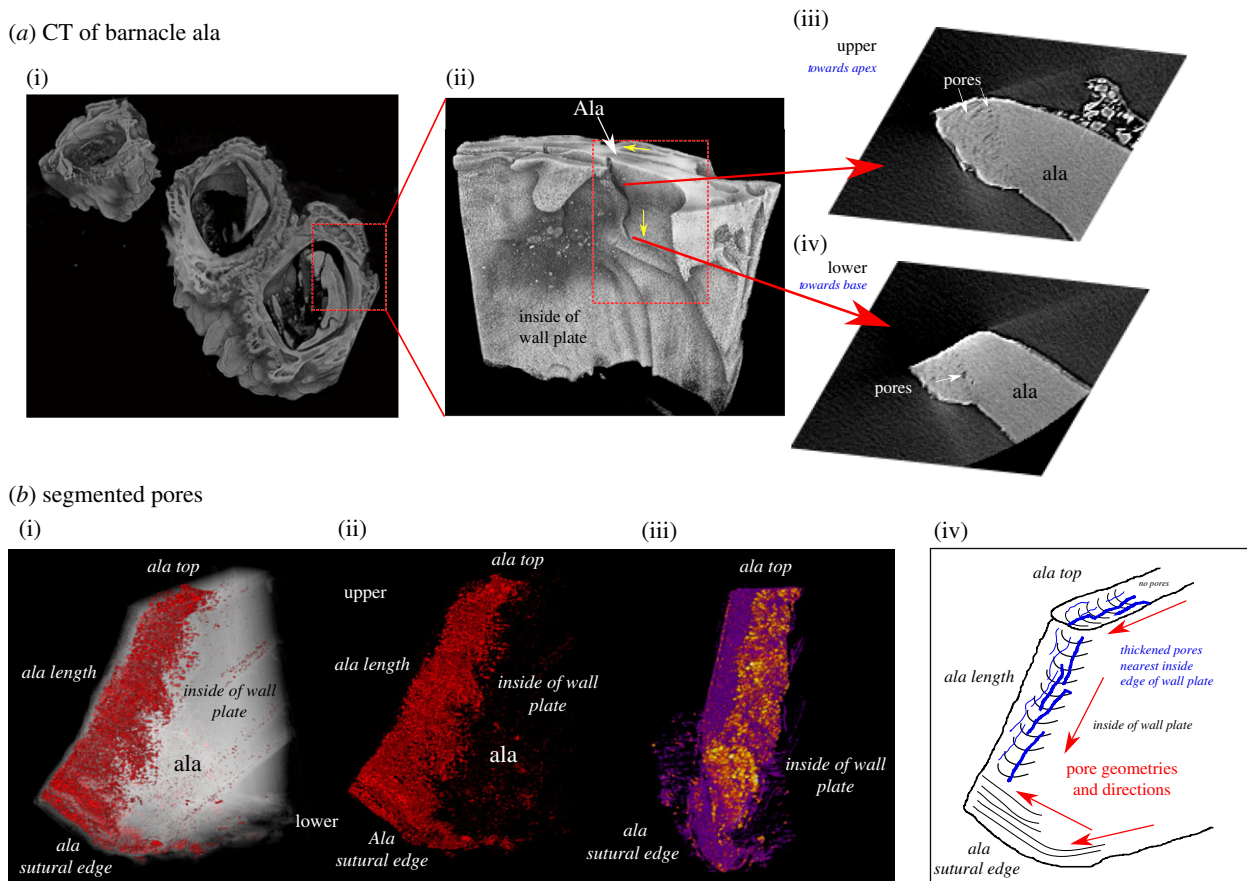 (a) CT of barnacle ala
(i)
(ii)
Ala
inside of
wall plate
(iii)
upper
towards apex
pores
ala
(iv)
lower
towards base
pores
ala
(b) segmented pores
(i)
ala top
ala length
inside of wall
plate
ala
lower
ala
sutural edge
(ii)
ala top
upper
ala length
inside of wall
plate
ala
Ala
sutural edge
(iii)
ala top
inside of wall
plate
ala
sutural edge
(iv)
ala top
no pores
ala length
thickened pores
nearest inside
edge of wall plate
inside of wall plate
pore geometries
and directions
ala
sutural edge